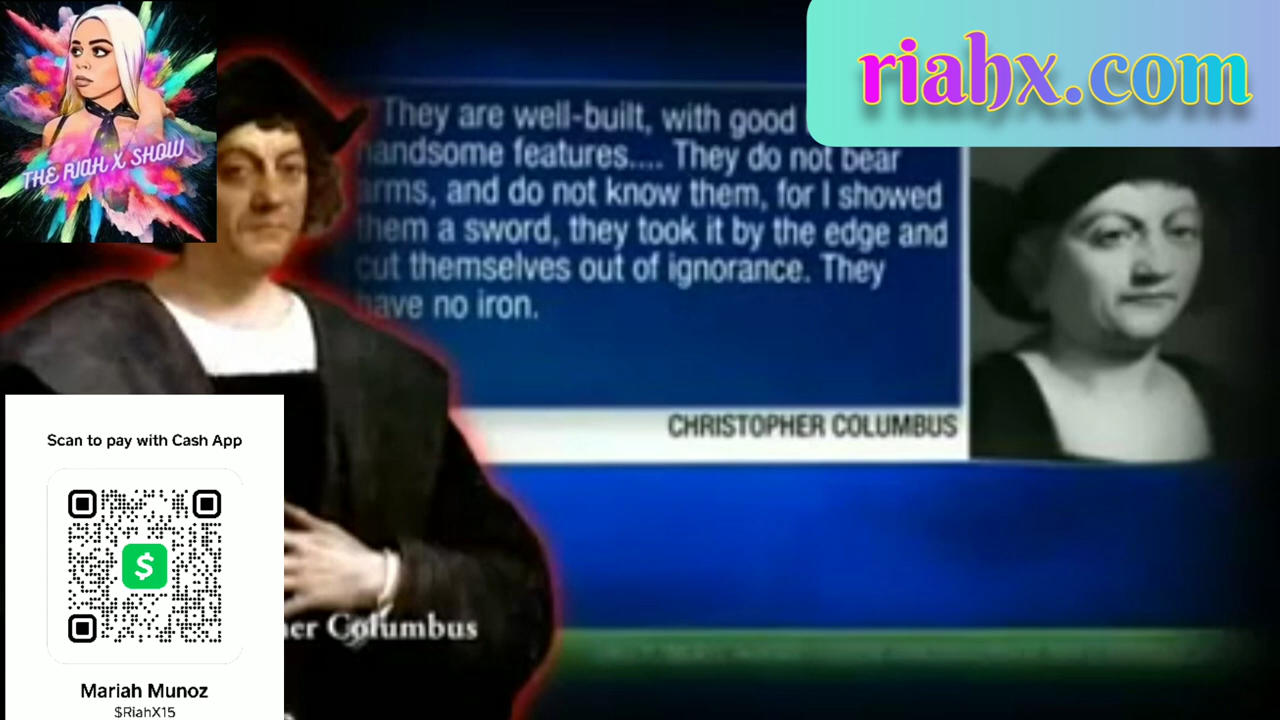 THE RIAH X SHOW
riahx.com
They are well-built, with good
handsome features.... They do not bear
arms, and do not know them, for I showed
them a sword, they took it by the edge and
cut themselves out of ignorance. They
have no iron.
CHRISTOPHER COLUMBUS
Scan to pay with Cash App
$
her Columbus
Mariah Munoz
$RiahX15